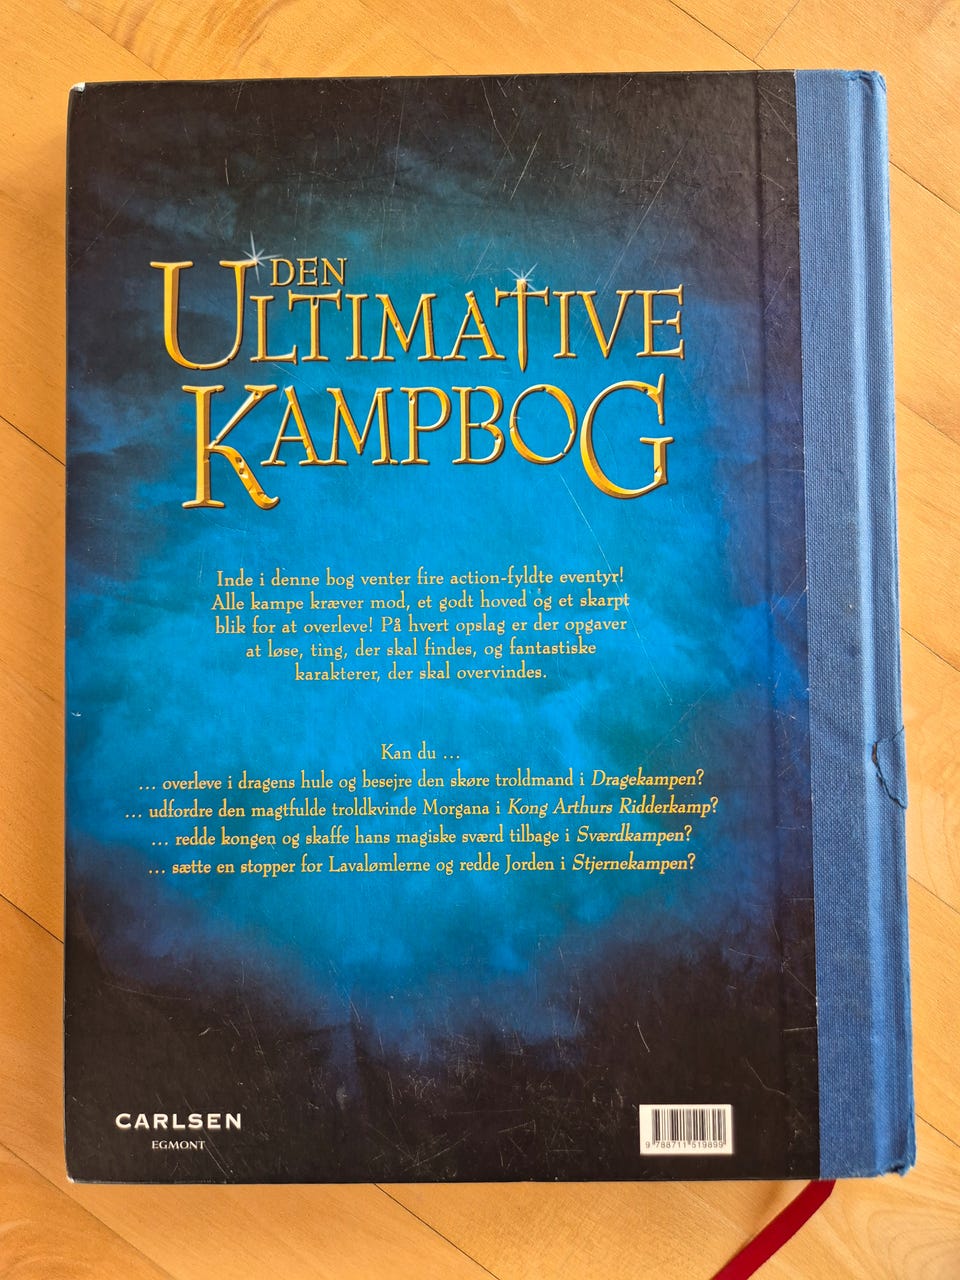 DEN
ULTIMATIVE
KAMPBOG
Inde i denne bog venter fire action-fyldte eventyr!
Alle kampe kræver mod, et godt hoved og et skarpt
blik for at overleve! På hvert opslag er der opgaver
at løse, ting, der skal findes, og fantastiske
karakterer, der skal overvindes.
Kan du ...
... overleve i dragens hule og besejre den skøre troldmand i Dragekampen?
... udfordre den magtfulde troldkvinde Morgana i Kong Arthurs Ridderkamp?
... redde kongen og skaffe hans magiske sværd tilbage i Sværdkampen?
... sætte en stopper for Lavalømlerne og redde Jorden i Stjernekampen?
CARLSEN
EGMONT
9 788711 519899